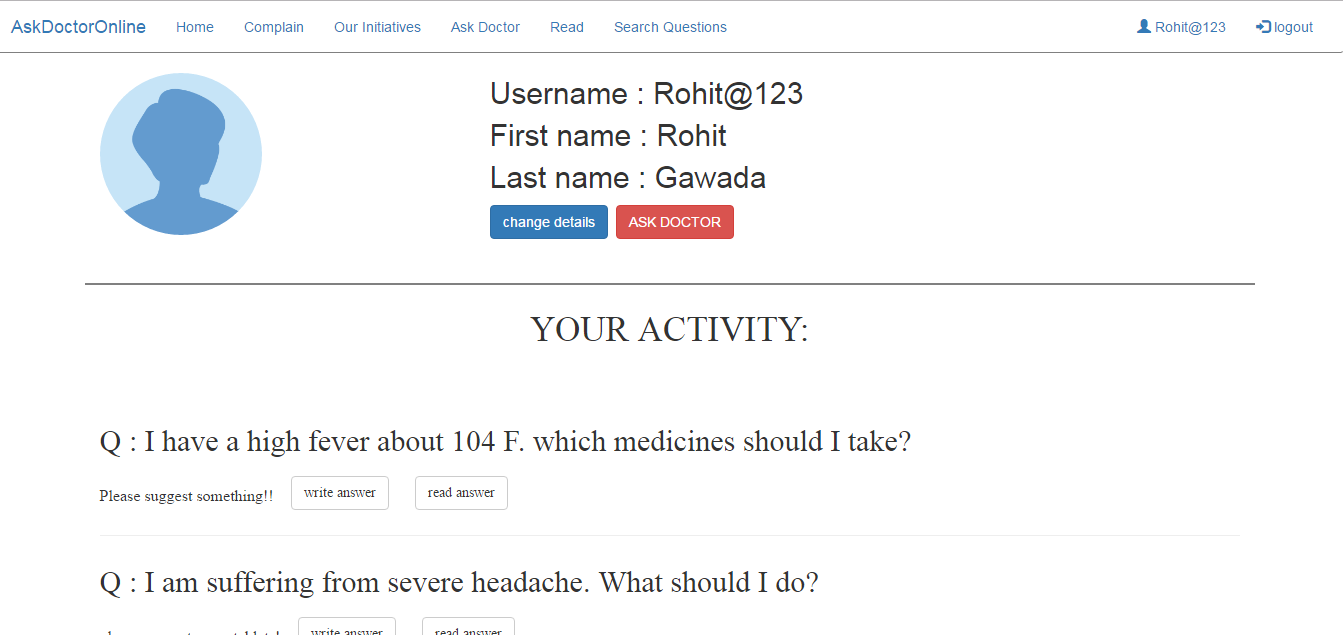 AskDoctorOnline Home Complain Our Initiatives Ask Doctor Read Search Questions Rohit@123 logout
Username : Rohit@123
First name : Rohit
Last name : Gawada
change details ASK DOCTOR
YOUR ACTIVITY:
Q : I have a high fever about 104 F. which medicines should I take?
Please suggest something!! write answer read answer
Q : I am suffering from severe headache. What should I do?
write answer read answer